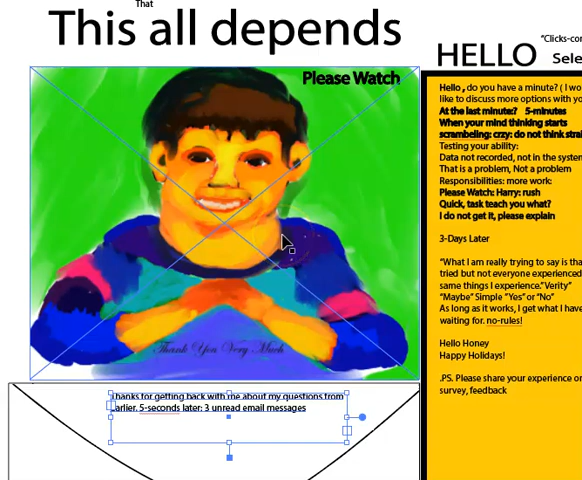 That
This all depends
Please Watch
Thank You Very Much
Thanks for getting back with me about my questions from
earlier. 5-seconds later: 3 unread email messages
"Clicks-con
HELLO Sele
Hello , do you have a minute? ( I wo
like to discuss more options with yo
At the last minute? 5-minutes
When your mind thinking starts
scrambeling: crzy: do not think strai
Testing your ability:
Data not recorded, not in the system
That is a problem, Not a problem
Responsibilities: more work:
Please Watch: Harry: rush
Quick, task teach you what?
I do not get it, please explain
3-Days Later
"What I am really trying to say is tha
tried but not everyone experienced
same things I experience." Verity"
"Maybe" Simple "Yes" or "No"
As long as it works, I get what I have
waiting for. no-rules!
Hello Honey
Happy Holidays!
.PS. Please share your experience on
survey, feedback